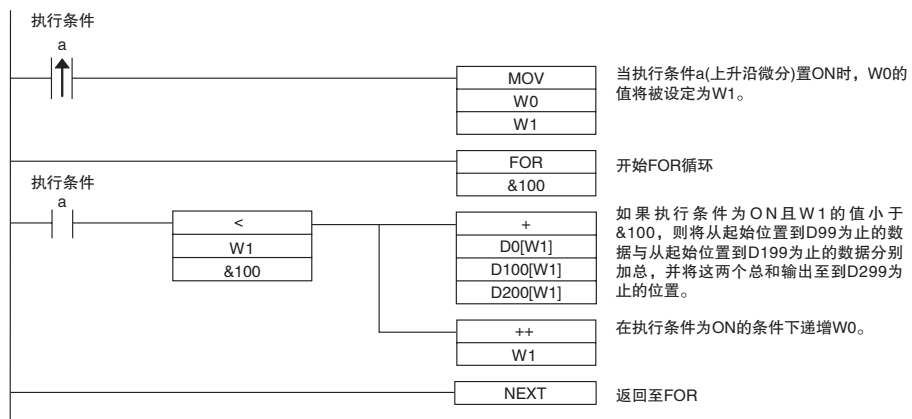 执行条件
a
MOV
W0
W1
当执行条件a(上升沿微分)置ON时，W0的
值将被设定为W1。
FOR
&100
开始FOR循环
执行条件
a
<
W1
&100
+
D0[W1]
D100[W1]
D200[W1]
如果执行条件为ON且W1的值小于
&100，则将从起始位置到D99为止的数
据与从起始位置到D199为止的数据分别
加总，并将这两个总和输出至到D299为
止的位置。
++
W1
在执行条件为ON的条件下递增W0。
NEXT
返回至FOR